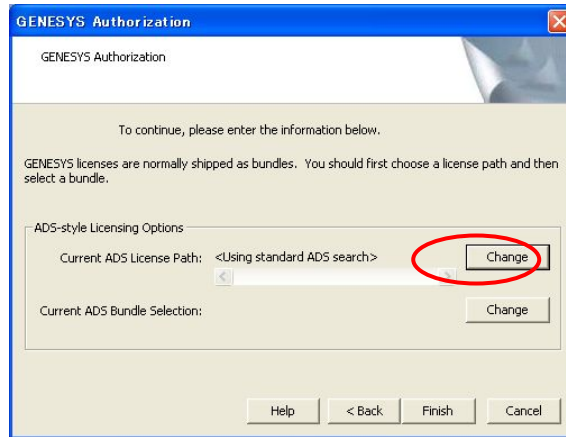 GENESYS Authorization
GENESYS Authorization
To continue, please enter the information below.
GENESYS licenses are normally shipped as bundles. You should first choose a license path and then
select a bundle.
ADS-style Licensing Options
Current ADS License Path: <Using standard ADS search> Change
Current ADS Bundle Selection: Change
Help < Back Finish Cancel